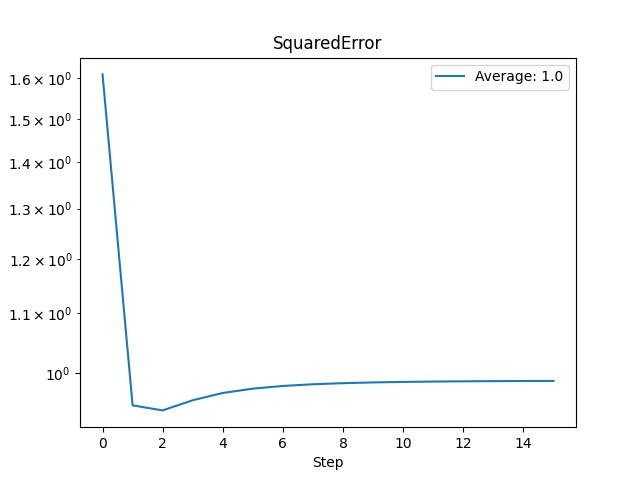 SquaredError
Average: 1.0
1.6 × 10⁰
1.5 × 10⁰
1.4 × 10⁰
1.3 × 10⁰
1.2 × 10⁰
1.1 × 10⁰
10⁰
0 2 4 6 8 10 12 14
Step